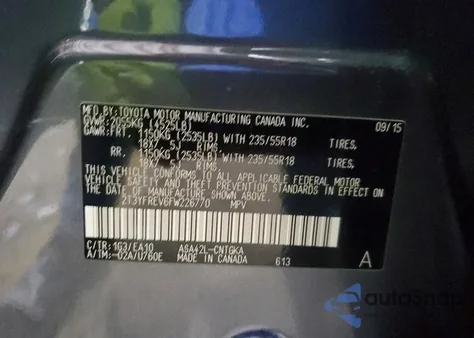 MFD. BY: TOYOTA MOTOR MANUFACTURING CANADA INC.
GVWR: 2055KG (4525LB) 09/15
GAWR: FRT. 1150KG (2535LB) WITH 235/55R18 TIRES,
18X7.5J RIMS
RR. 1150KG (2535LB) WITH 235/55R18 TIRES,
18X7.5J RIMS
THIS VEHICLE CONFORMS TO ALL APPLICABLE FEDERAL MOTOR
VEHICLE SAFETY AND THEFT PREVENTION STANDARDS IN EFFECT
ON THE DATE OF MANUFACTURE SHOWN ABOVE.
2T3YFREV6FW226770 MPV
C/TR: 1G3/EA10 ASA42L-CNTGKA
A/TM: -02A/U760E MADE IN CANADA 613 A
autoSnap